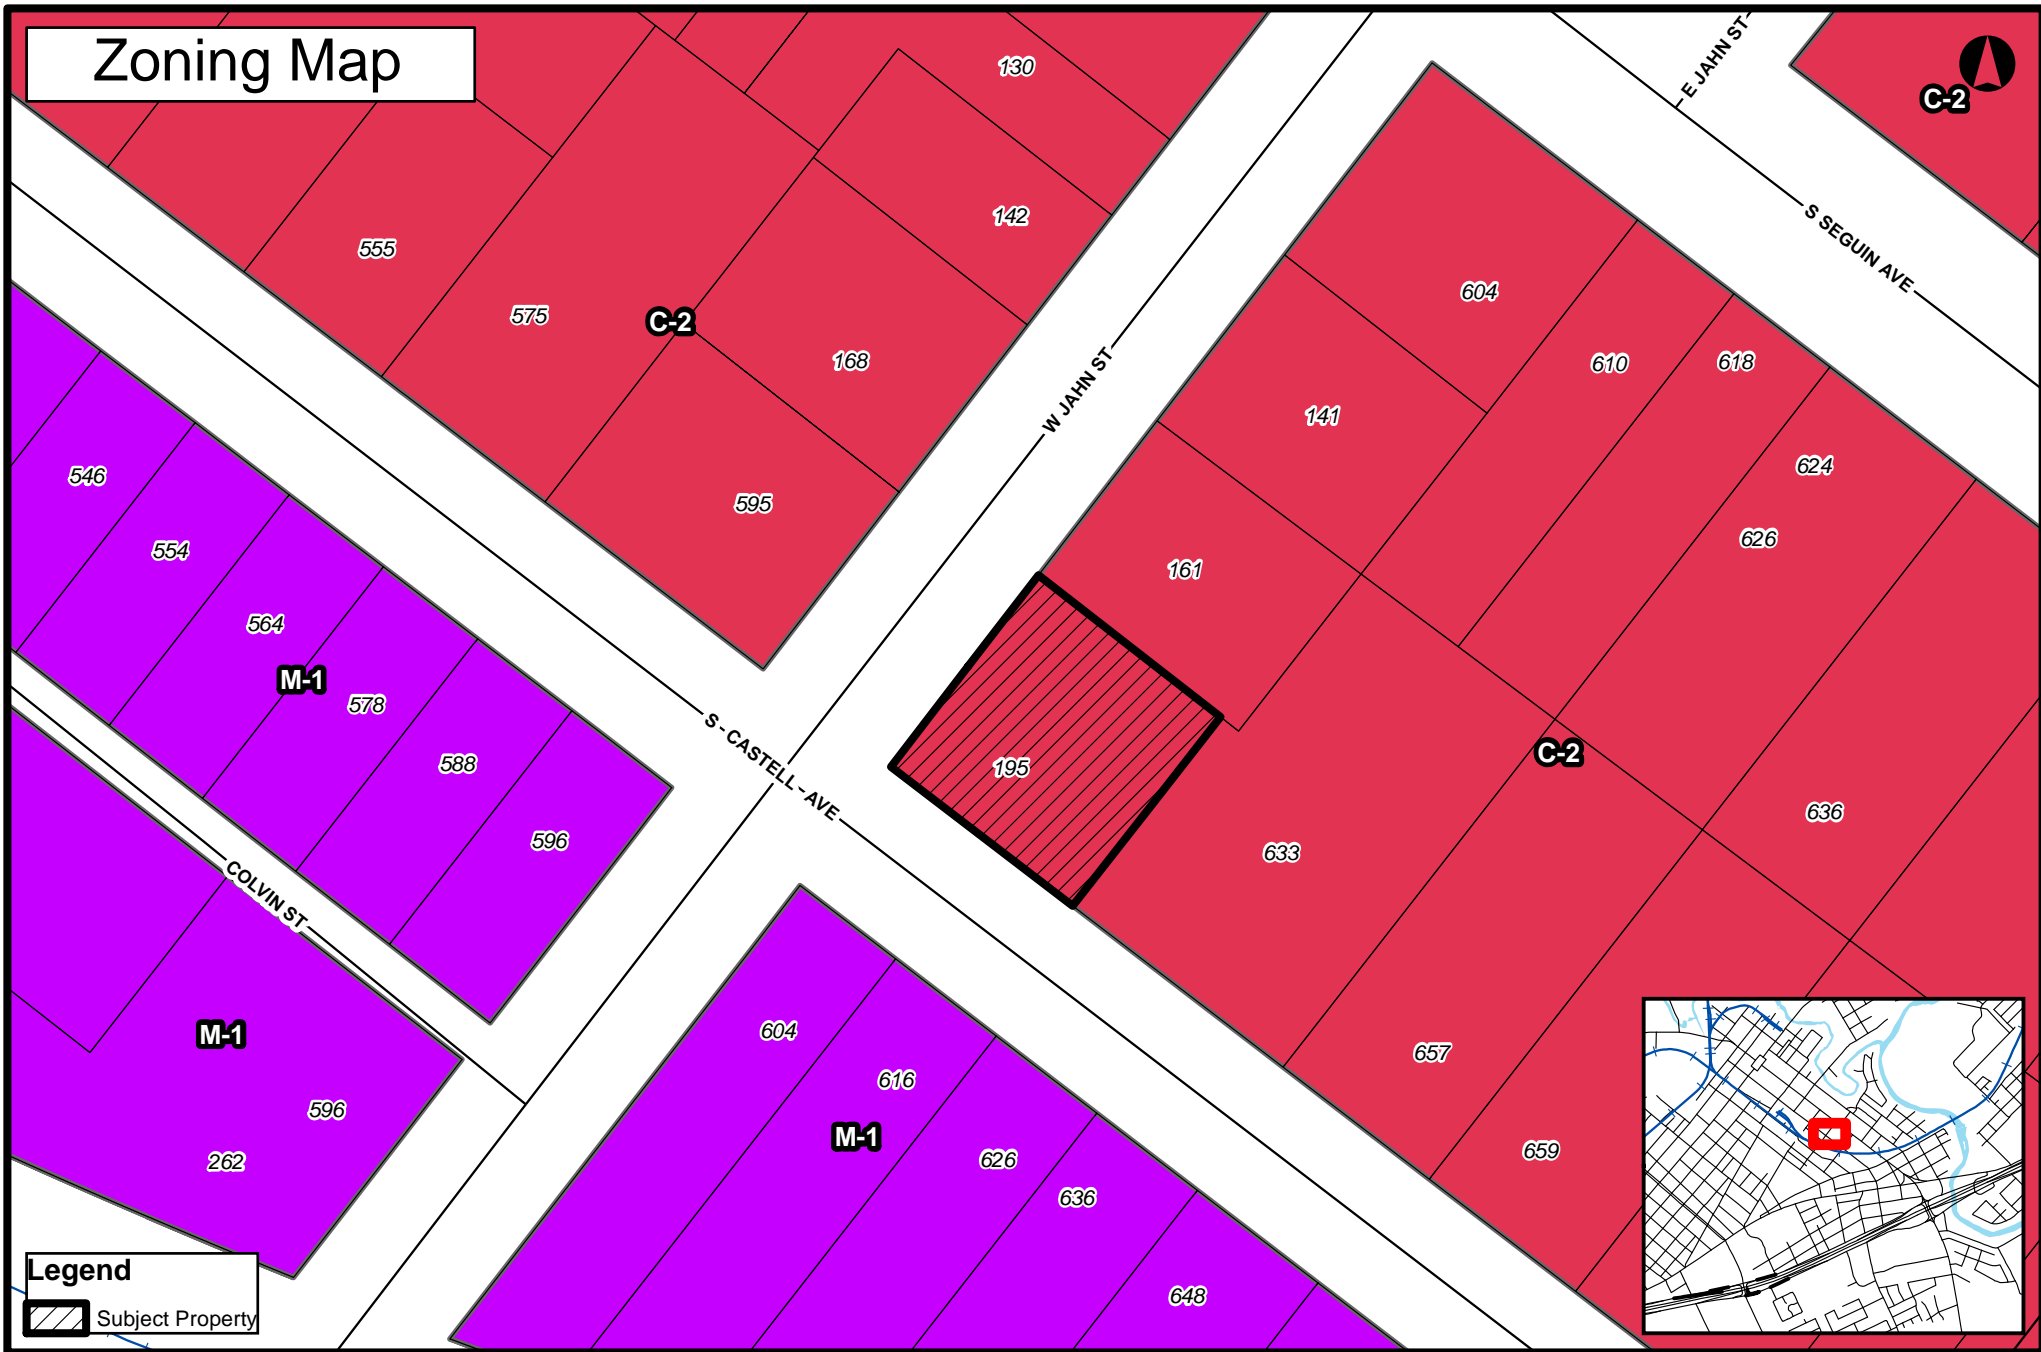 Zoning Map
130
E JAHN ST
C-2
142
S SEGUIN AVE
555
604
575
C-2
168
W JAHN ST
610
618
141
624
546
595
626
554
161
564
M-1
578
S - CASTELL - AVE
195
C-2
588
596
633
636
COLVIN ST
M-1
604
657
616
596
M-1
262
626
659
636
648
Legend
Subject Property